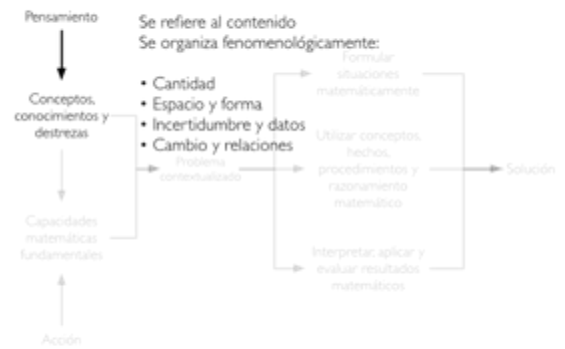 Pensamiento
Se refiere al contenido
Se organiza fenomenológicamente:
• Cantidad
• Espacio y forma
• Incertidumbre y datos
• Cambio y relaciones
Conceptos,
conocimientos y
destrezas
Capacidades
matemáticas
fundamentales
Acción
Problema
contextualizado
Formular
situaciones
matemáticamente
Utilizar conceptos,
hechos,
procedimientos y
razonamiento
matemático
Interpretar, aplicar y
evaluar resultados
matemáticos
Solución